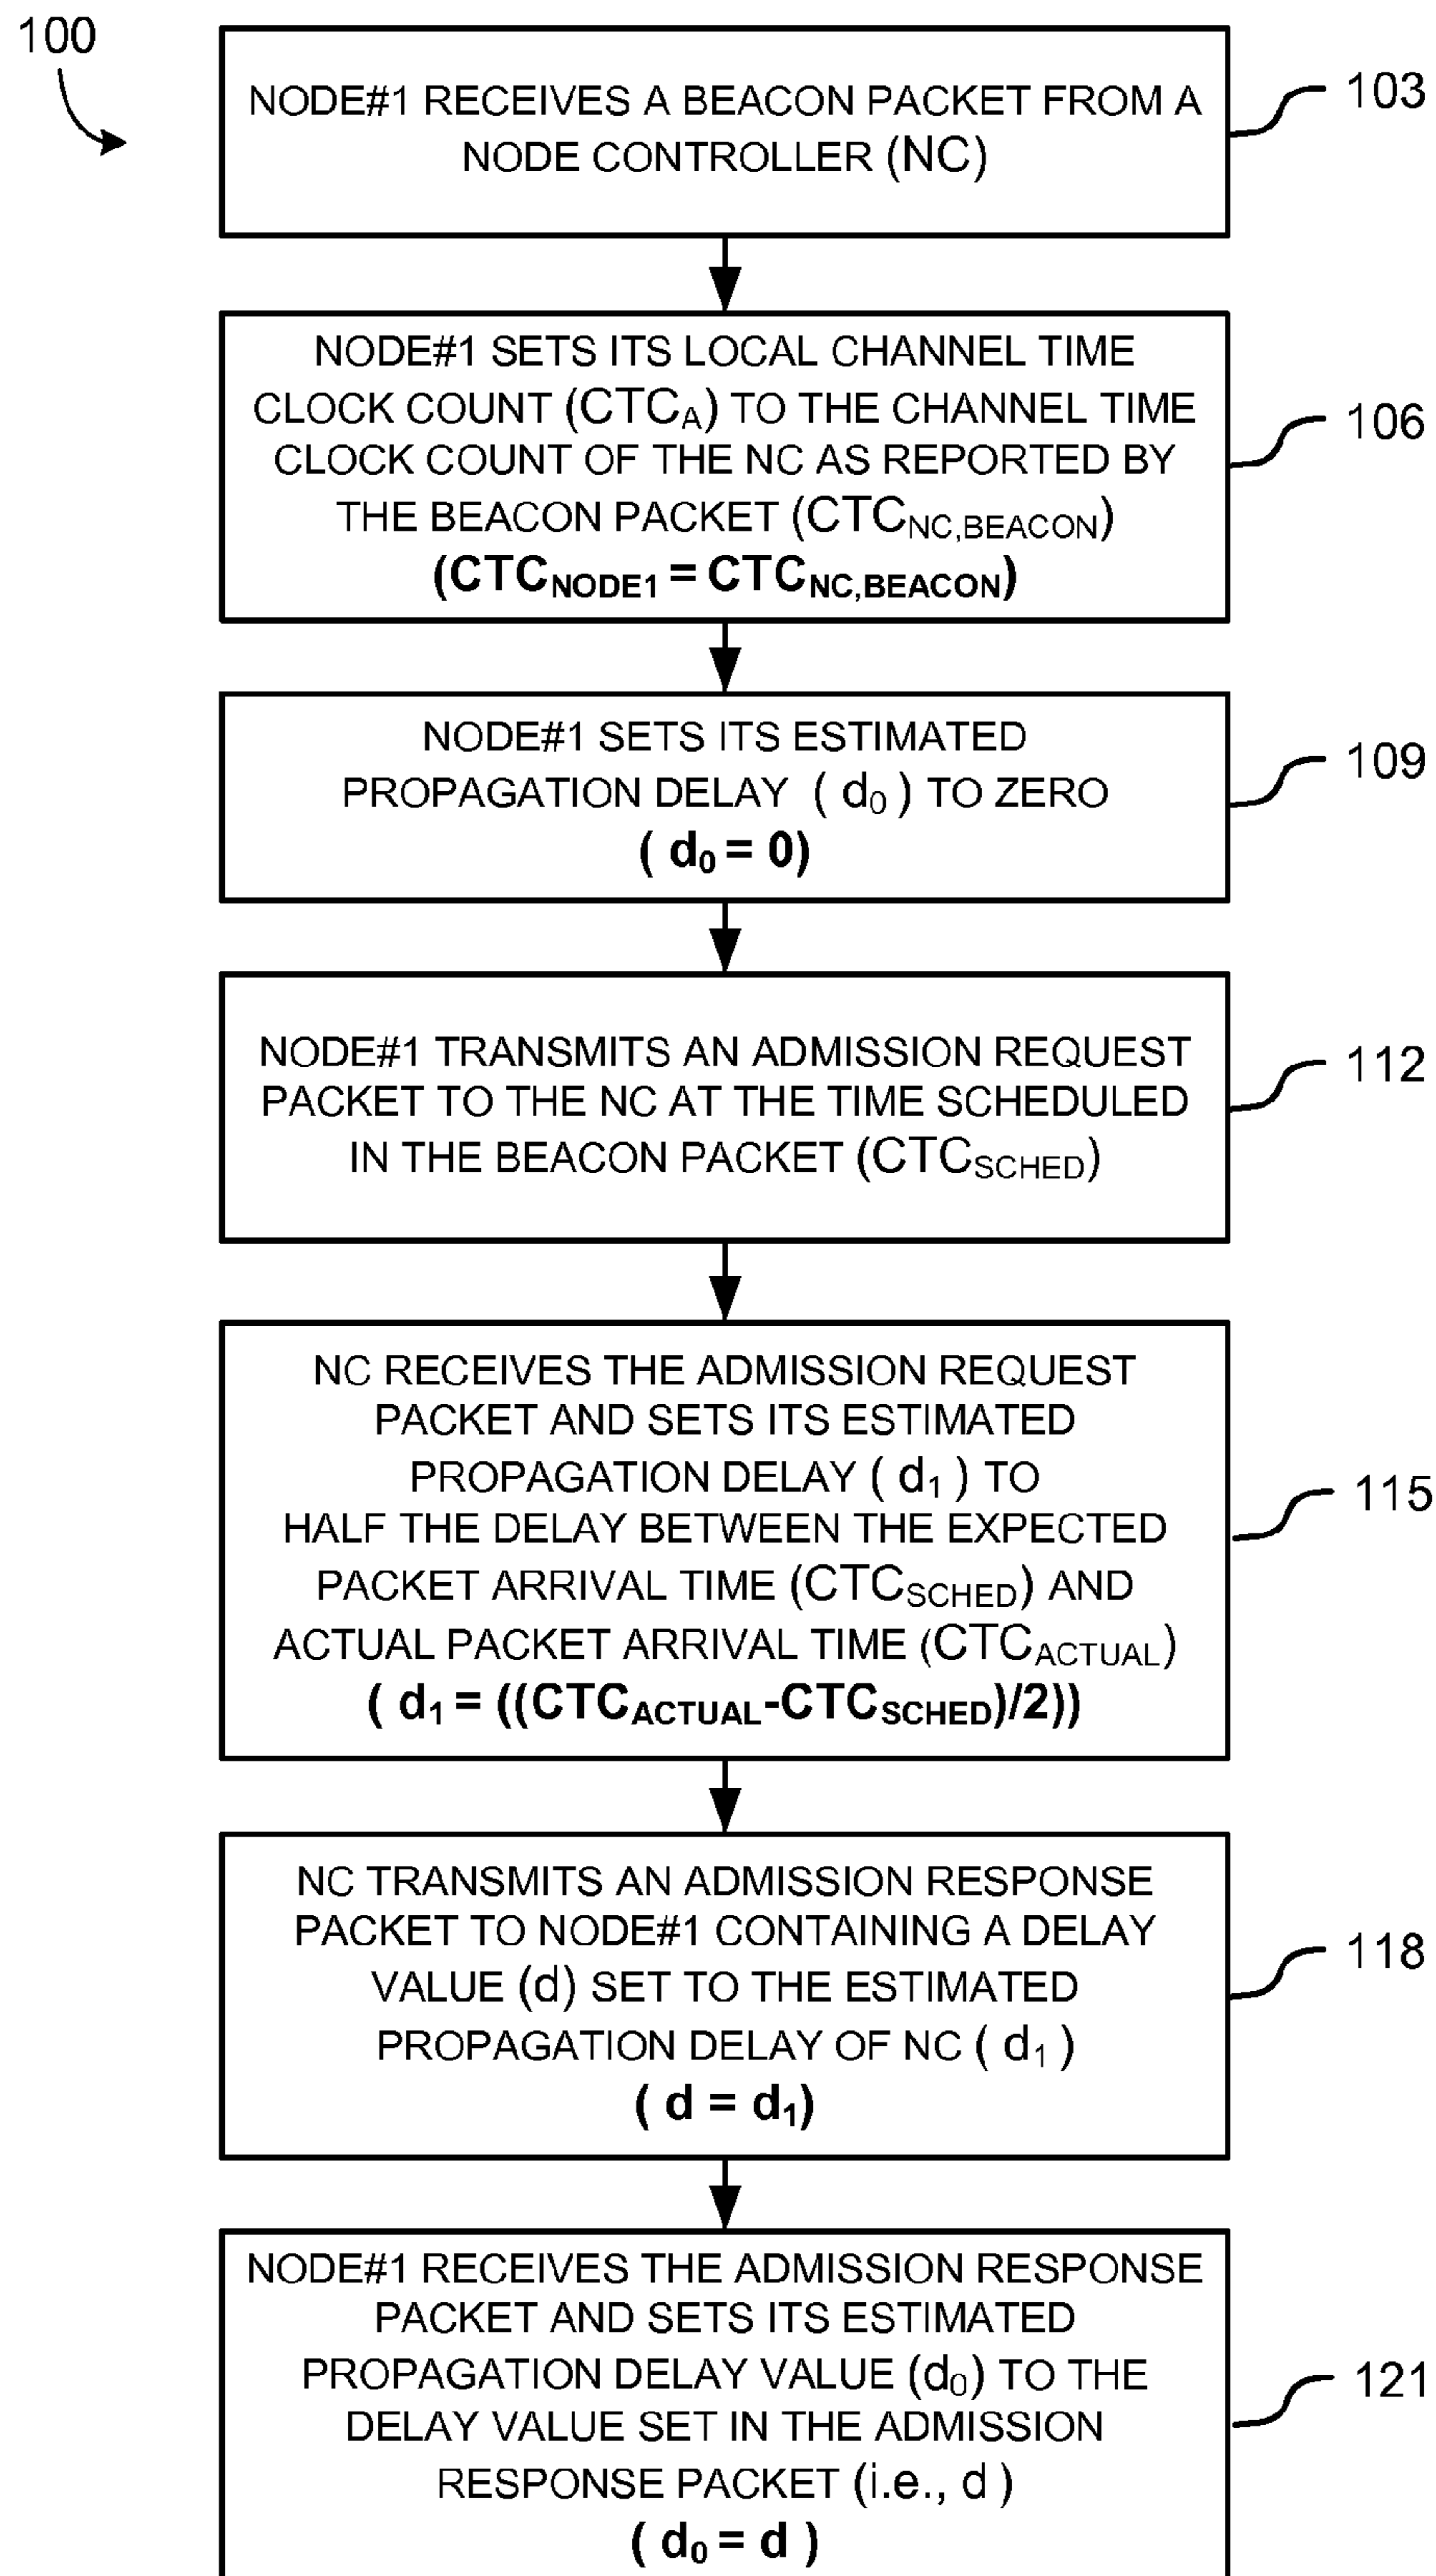 100
NODE#1 RECEIVES A BEACON PACKET FROM A
NODE CONTROLLER (NC)
103
NODE#1 SETS ITS LOCAL CHANNEL TIME
CLOCK COUNT (CTCA) TO THE CHANNEL TIME
CLOCK COUNT OF THE NC AS REPORTED BY
THE BEACON PACKET (CTCNC,BEACON)
(CTCNODE1 = CTCNC,BEACON)
106
NODE#1 SETS ITS ESTIMATED
PROPAGATION DELAY ( d0 ) TO ZERO
( d0 = 0)
109
NODE#1 TRANSMITS AN ADMISSION REQUEST
PACKET TO THE NC AT THE TIME SCHEDULED
IN THE BEACON PACKET (CTCSCHED)
112
NC RECEIVES THE ADMISSION REQUEST
PACKET AND SETS ITS ESTIMATED
PROPAGATION DELAY ( d1 ) TO
HALF THE DELAY BETWEEN THE EXPECTED
PACKET ARRIVAL TIME (CTCSCHED) AND
ACTUAL PACKET ARRIVAL TIME (CTCACTUAL)
( d1 = ((CTCACTUAL-CTCSCHED)/2))
115
NC TRANSMITS AN ADMISSION RESPONSE
PACKET TO NODE#1 CONTAINING A DELAY
VALUE (d) SET TO THE ESTIMATED
PROPAGATION DELAY OF NC ( d1 )
( d = d1)
118
NODE#1 RECEIVES THE ADMISSION RESPONSE
PACKET AND SETS ITS ESTIMATED
PROPAGATION DELAY VALUE (d0) TO THE
DELAY VALUE SET IN THE ADMISSION
RESPONSE PACKET (i.e., d )
( d0 = d )
121